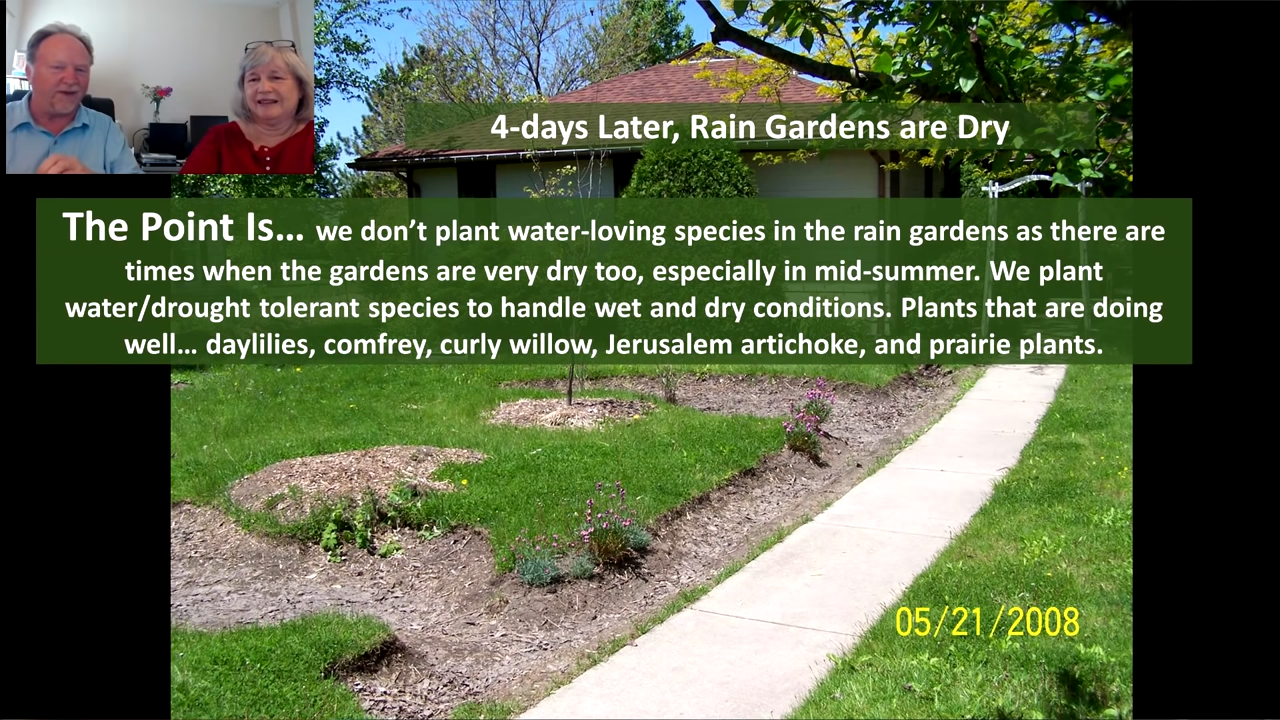 4-days Later, Rain Gardens are Dry
The Point Is... we don’t plant water-loving species in the rain gardens as there are
times when the gardens are very dry too, especially in mid-summer. We plant
water/drought tolerant species to handle wet and dry conditions. Plants that are doing
well... daylilies, comfrey, curly willow, Jerusalem artichoke, and prairie plants.
05/21/2008